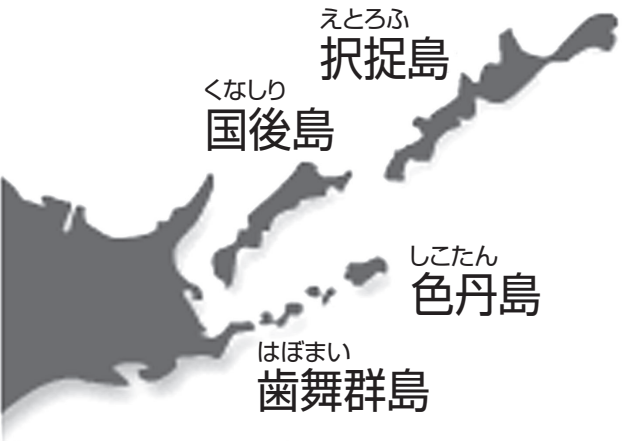 えとろふ
択捉島
くなしり
国後島
しこたん
色丹島
はぼまい
歯舞群島